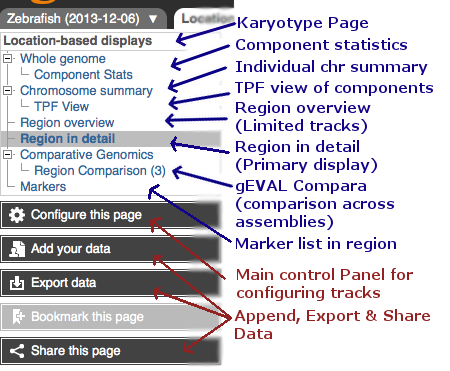 Zebrafish (2013-12-06) ▼
Location
Location-based displays
Whole genome
Component Stats
Chromosome summary
TPF View
Region overview
Region in detail
Comparative Genomics
Region Comparison (3)
Markers
Configure this page
Add your data
Export data
Bookmark this page
Share this page
Karyotype Page
Component statistics
Individual chr summary
TPF view of components
Region overview
(Limited tracks)
Region in detail
(Primary display)
gEVAL Compara
(comparison across
assemblies)
Marker list in region
Main control Panel for
configuring tracks
Append, Export & Share
Data